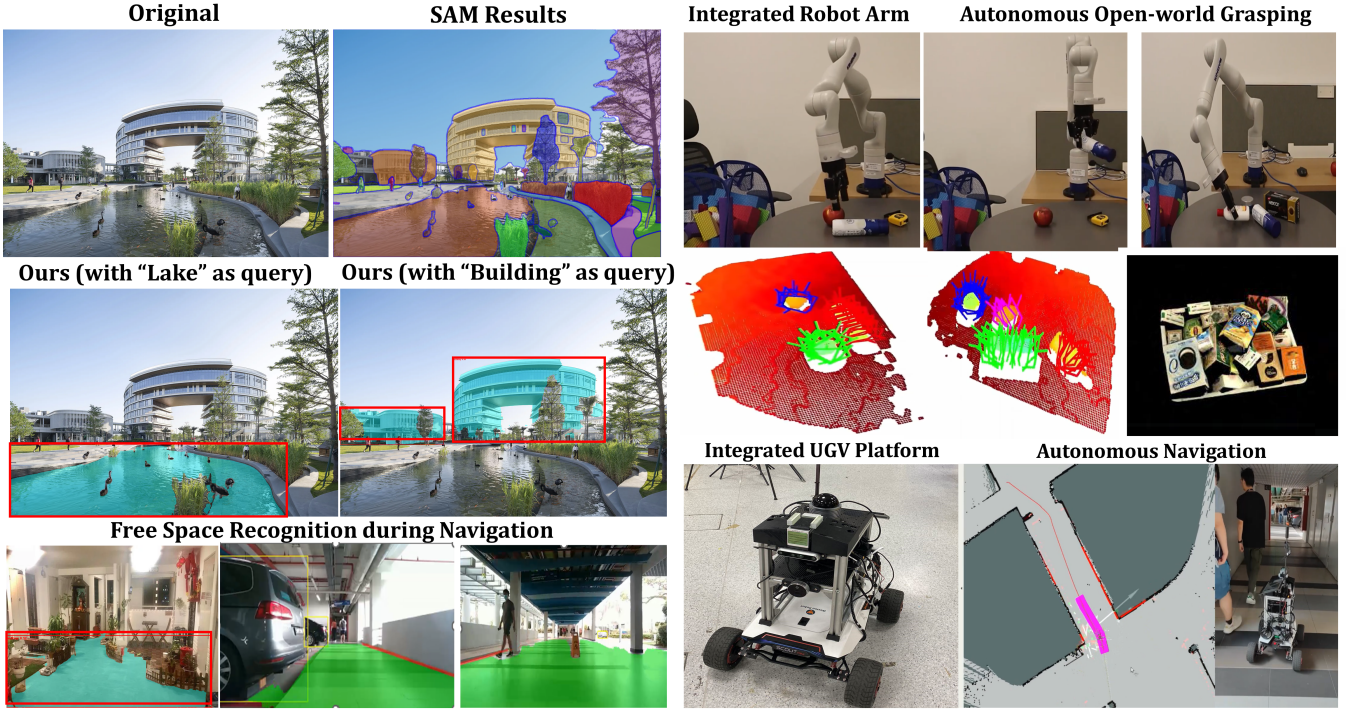 Original
SAM Results
Integrated Robot Arm
Autonomous Open-world Grasping
Ours (with “Lake” as query)
Ours (with “Building” as query)
Free Space Recognition during Navigation
Integrated UGV Platform
Autonomous Navigation
SCOUT